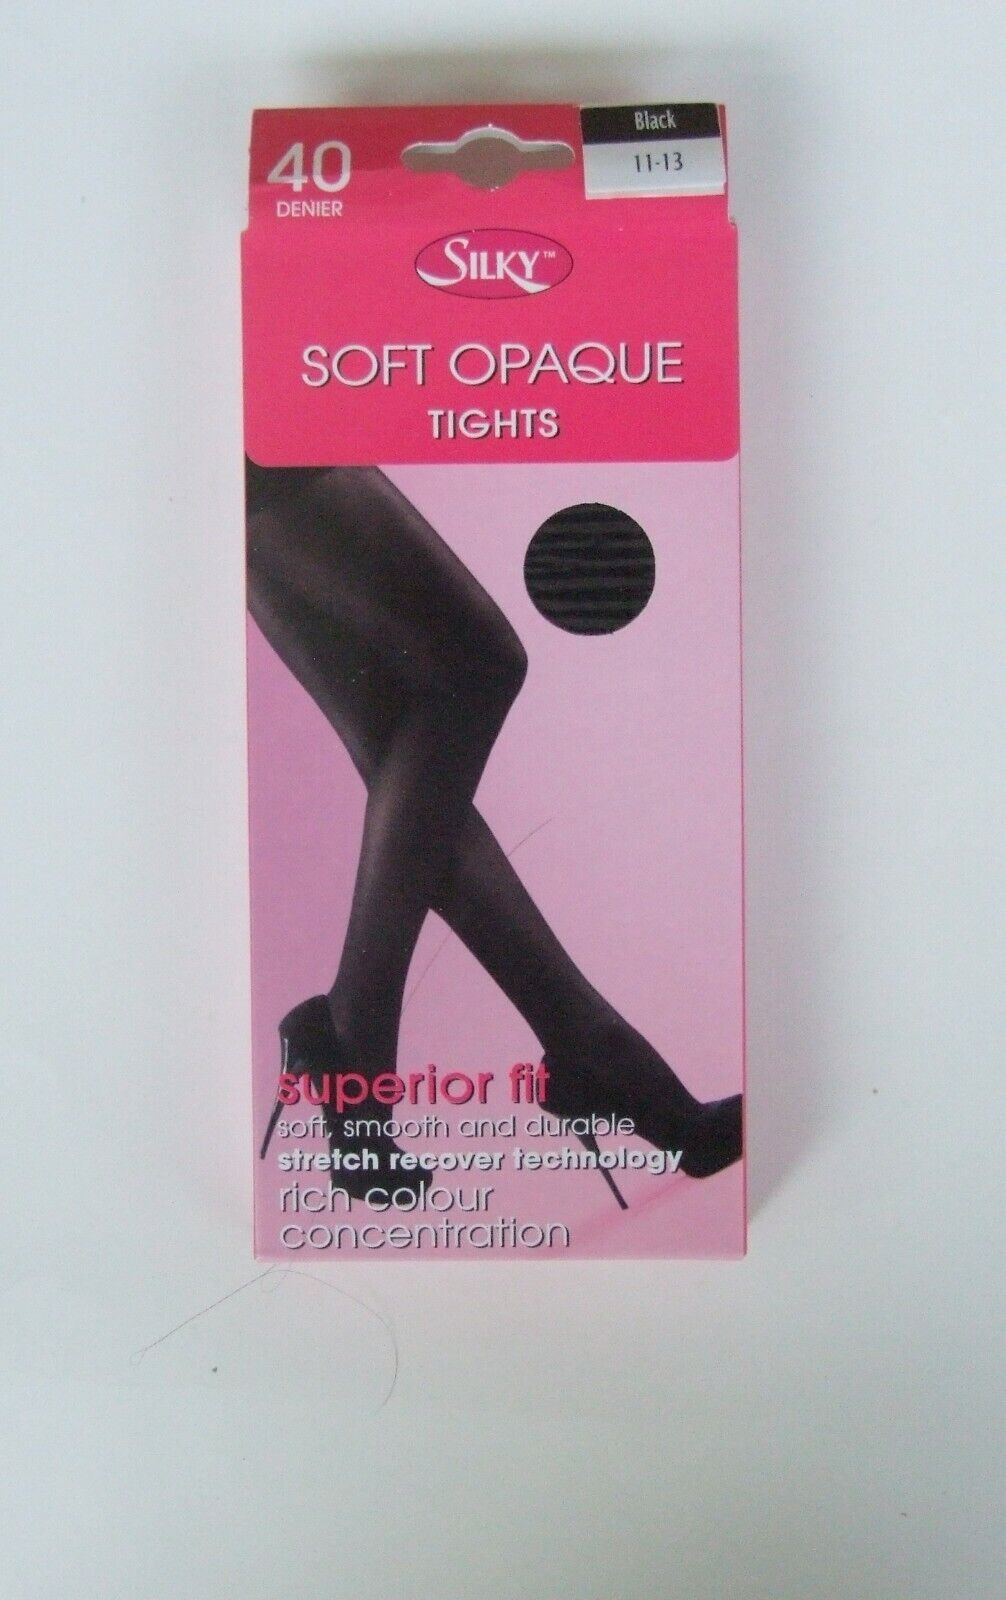 40
DENIER
Black
11-13
SILKY™
SOFT OPAQUE
TIGHTS
superior fit
soft, smooth and durable
stretch recover technology
rich colour
concentration